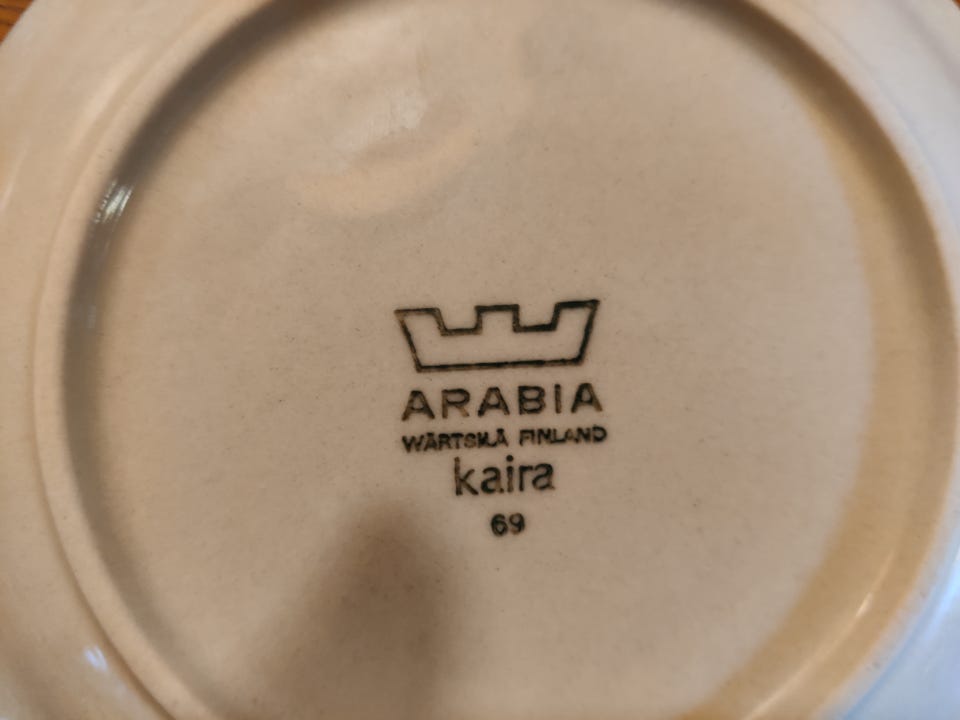 ARABIA
WÄRTSILÄ FINLAND
kaira
69